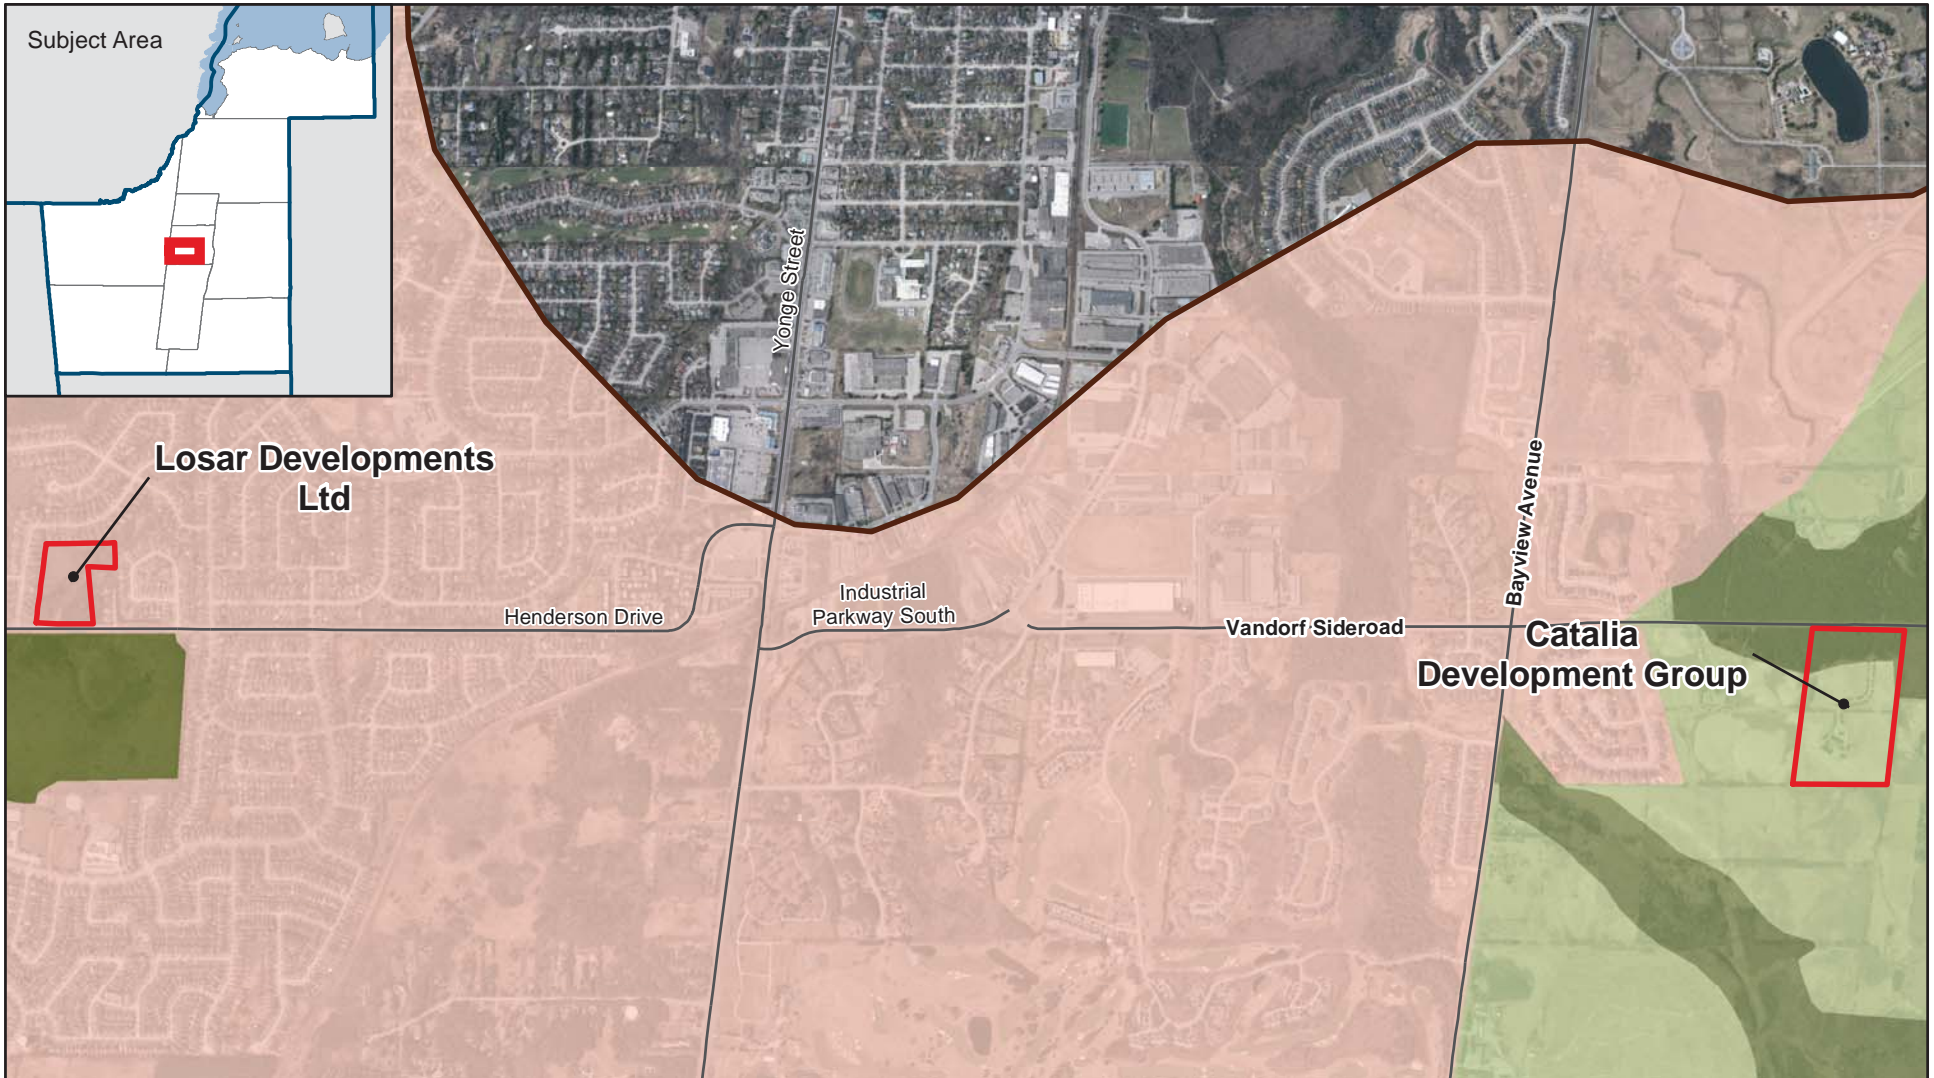 Subject Area
Yonge Street
Losar Developments
Ltd
Bayview Avenue
Henderson Drive
Industrial
Parkway South
Vandorf Sideroad
Catalia
Development Group